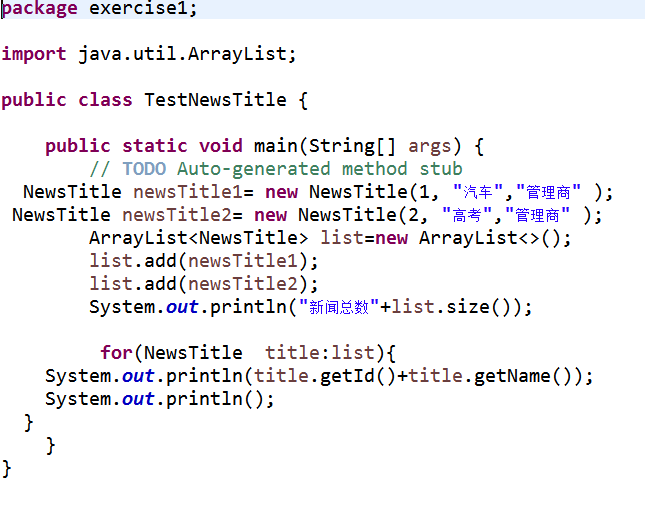 package exercise1;
import java.util.ArrayList;
public class TestNewsTitle {
public static void main(String[] args) {
// TODO Auto-generated method stub
NewsTitle newsTitle1= new NewsTitle(1, "汽车","管理商" );
NewsTitle newsTitle2= new NewsTitle(2, "高考","管理商" );
ArrayList<NewsTitle> list=new ArrayList<>();
list.add(newsTitle1);
list.add(newsTitle2);
System.out.println("新闻总数"+list.size());
for(NewsTitle  title:list){
System.out.println(title.getId()+title.getName());
System.out.println();
}
}
}